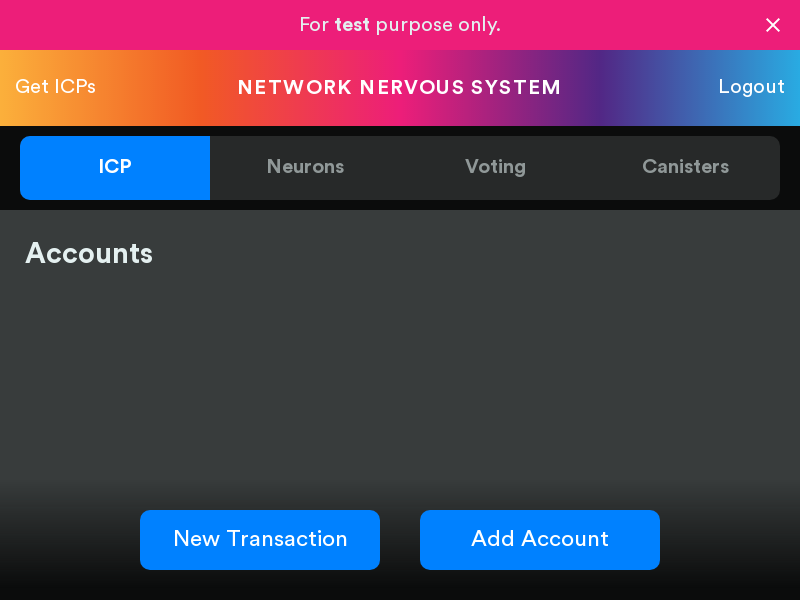 For test purpose only.
Get ICPs
NETWORK NERVOUS SYSTEM
Logout
ICP
Neurons
Voting
Canisters
Accounts
New Transaction
Add Account